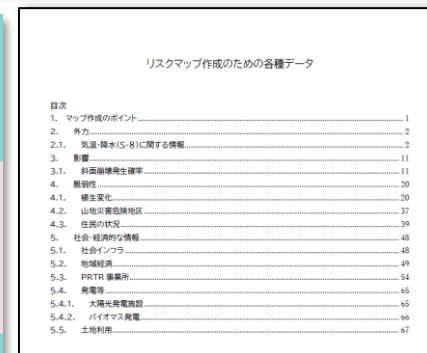 リスクマップ作成のための各種データ
目次
1. マップ作成のポイント 1
2. 外力 2
2.1. 気温・降水(S-8)に関する情報 2
3. 影響 11
3.1. 斜面崩壊発生確率 11
4. 脆弱性 20
4.1. 植生変化 20
4.2. 山地災害危険地区 37
4.3. 住民の状況 39
5. 社会・経済的な情報 48
5.1. 社会インフラ 48
5.2. 地域経済 49
5.3. PRTR 事業所 54
5.4. 発電等 65
5.4.1. 太陽光発電施設 65
5.4.2. バイオマス発電 66
5.5. 土地利用 67